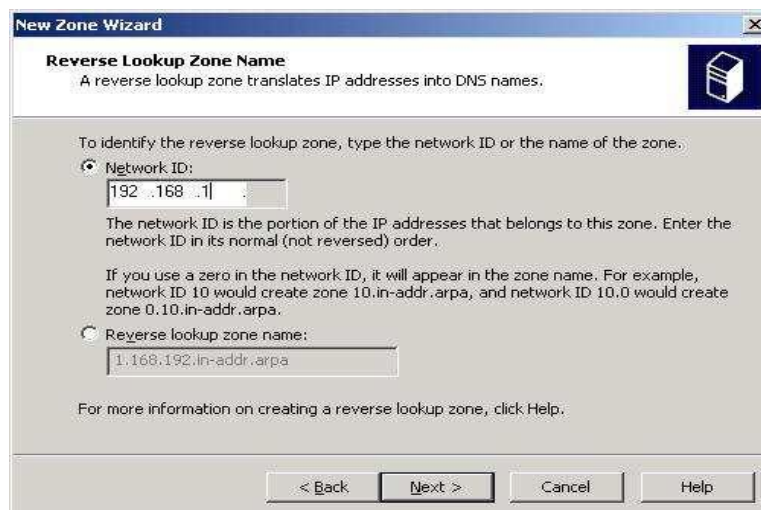 New Zone Wizard
Reverse Lookup Zone Name
A reverse lookup zone translates IP addresses into DNS names.
To identify the reverse lookup zone, type the network ID or the name of the zone.
Network ID:
192 .168 .1 .
The network ID is the portion of the IP addresses that belongs to this zone. Enter the
network ID in its normal (not reversed) order.
If you use a zero in the network ID, it will appear in the zone name. For example,
network ID 10 would create zone 10.in-addr.arpa, and network ID 10.0 would create
zone 0.10.in-addr.arpa.
Reverse lookup zone name:
1.168.192.in-addr.arpa
For more information on creating a reverse lookup zone, click Help.
< Back Next > Cancel Help